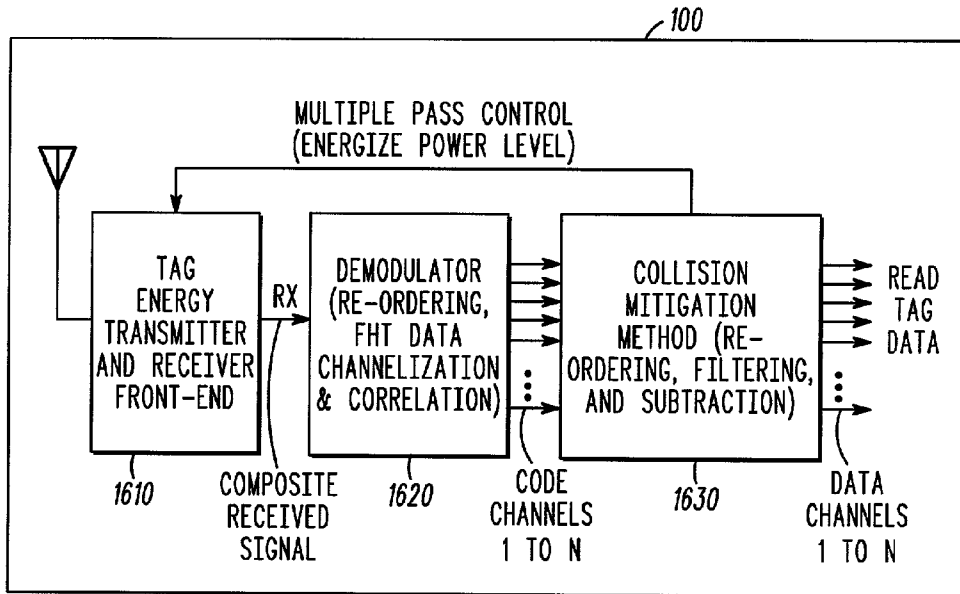 100
MULTIPLE PASS CONTROL
(ENERGIZE POWER LEVEL)
TAG
ENERGY
TRANSMITTER
AND RECEIVER
FRONT-END
RX
DEMODULATOR
(RE-ORDERING,
FHT DATA
CHANNELIZATION
& CORRELATION)
COLLISION
MITIGATION
METHOD (RE-
ORDERING, FILTERING,
AND SUBTRACTION)
READ
TAG
DATA
1610
COMPOSITE
RECEIVED
SIGNAL
1620
CODE
CHANNELS
1 TO N
1630
DATA
CHANNELS
1 TO N